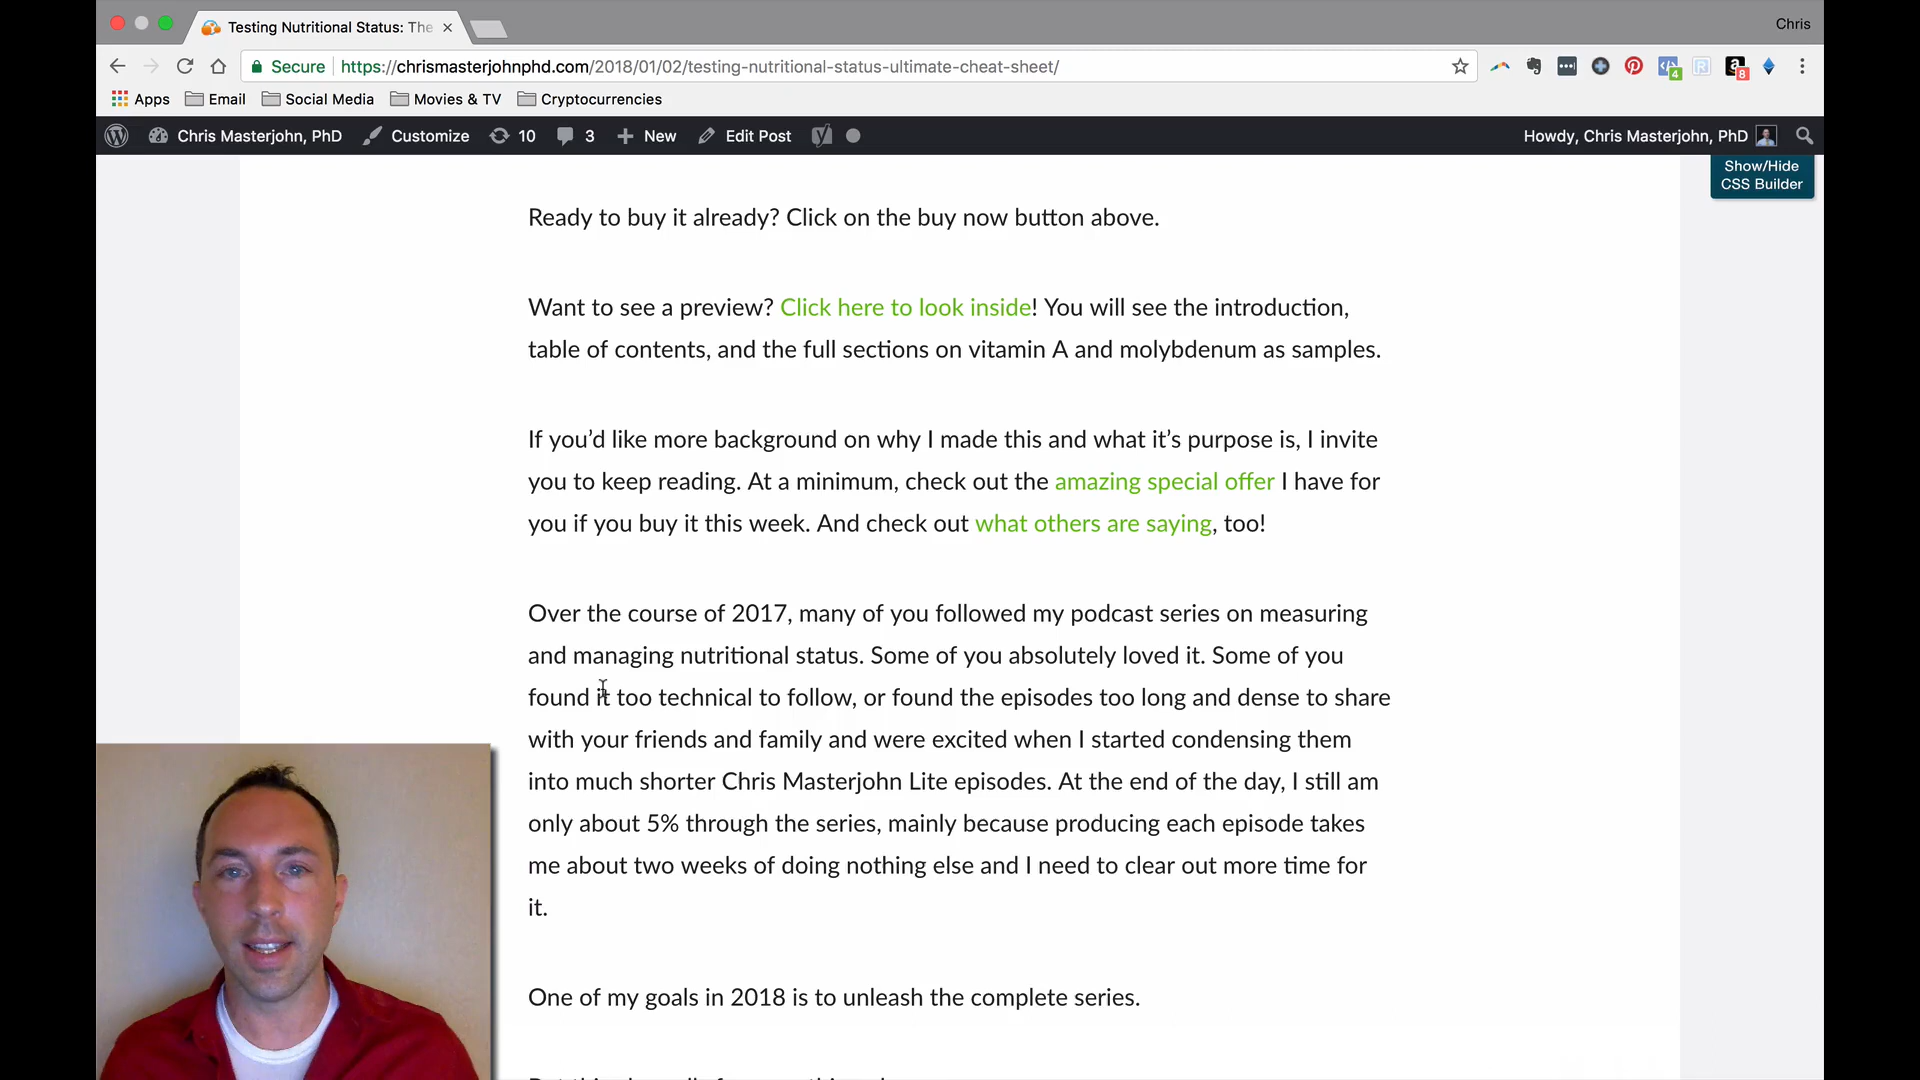 Testing Nutritional Status: The
Chris
Secure
https://chrismasterjohnphd.com/2018/01/02/testing-nutritional-status-ultimate-cheat-sheet/
4
8
Apps
Email
Social Media
Movies & TV
Cryptocurrencies
Chris Masterjohn, PhD
Customize
10
3
New
Edit Post
Howdy, Chris Masterjohn, PhD
Show/Hide
CSS Builder
Ready to buy it already? Click on the buy now button above.
Want to see a preview? Click here to look inside! You will see the introduction,
table of contents, and the full sections on vitamin A and molybdenum as samples.
If you’d like more background on why I made this and what it’s purpose is, I invite
you to keep reading. At a minimum, check out the amazing special offer I have for
you if you buy it this week. And check out what others are saying, too!
Over the course of 2017, many of you followed my podcast series on measuring
and managing nutritional status. Some of you absolutely loved it. Some of you
found it too technical to follow, or found the episodes too long and dense to share
with your friends and family and were excited when I started condensing them
into much shorter Chris Masterjohn Lite episodes. At the end of the day, I still am
only about 5% through the series, mainly because producing each episode takes
me about two weeks of doing nothing else and I need to clear out more time for
it.
One of my goals in 2018 is to unleash the complete series.